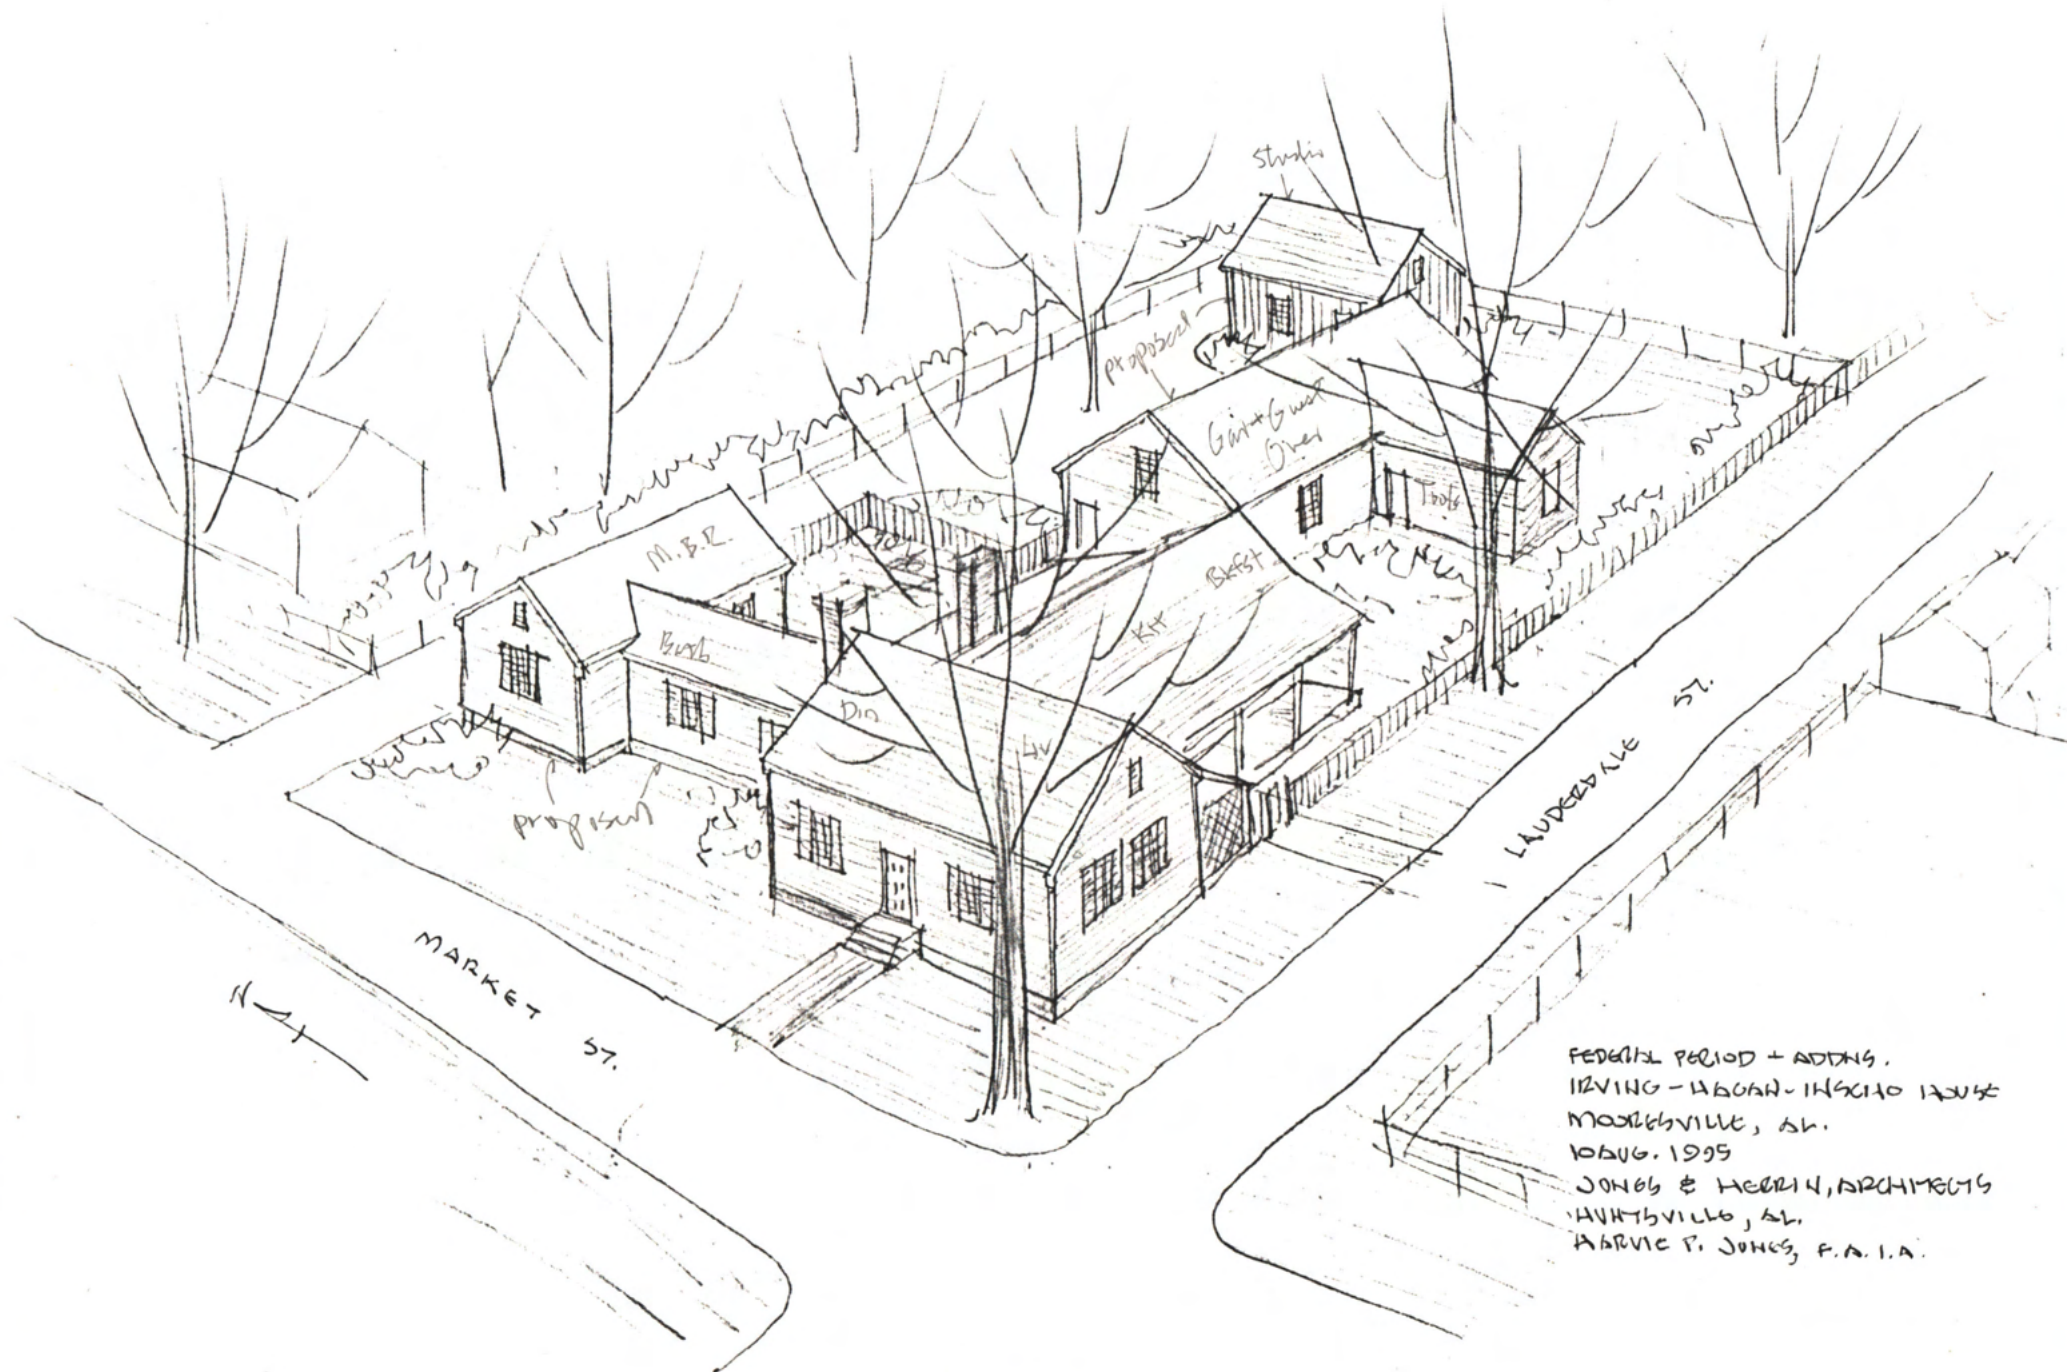 Studio
proposed
Gar + Guest
Over
Tools
M.B.R.
Bkfst
Kit
Bath
Din
Liv
proposed
MARKET ST.
LAUDERDALE ST.
N
FEDERAL PERIOD + ADDNS.
IRVING-HAGAN-INSCHO HOUSE
MOORESVILLE, AL.
10 AUG. 1995
JONES & HERRIN, ARCHITECTS
HUNTSVILLE, AL.
HARVIE P. JONES, F.A.I.A.